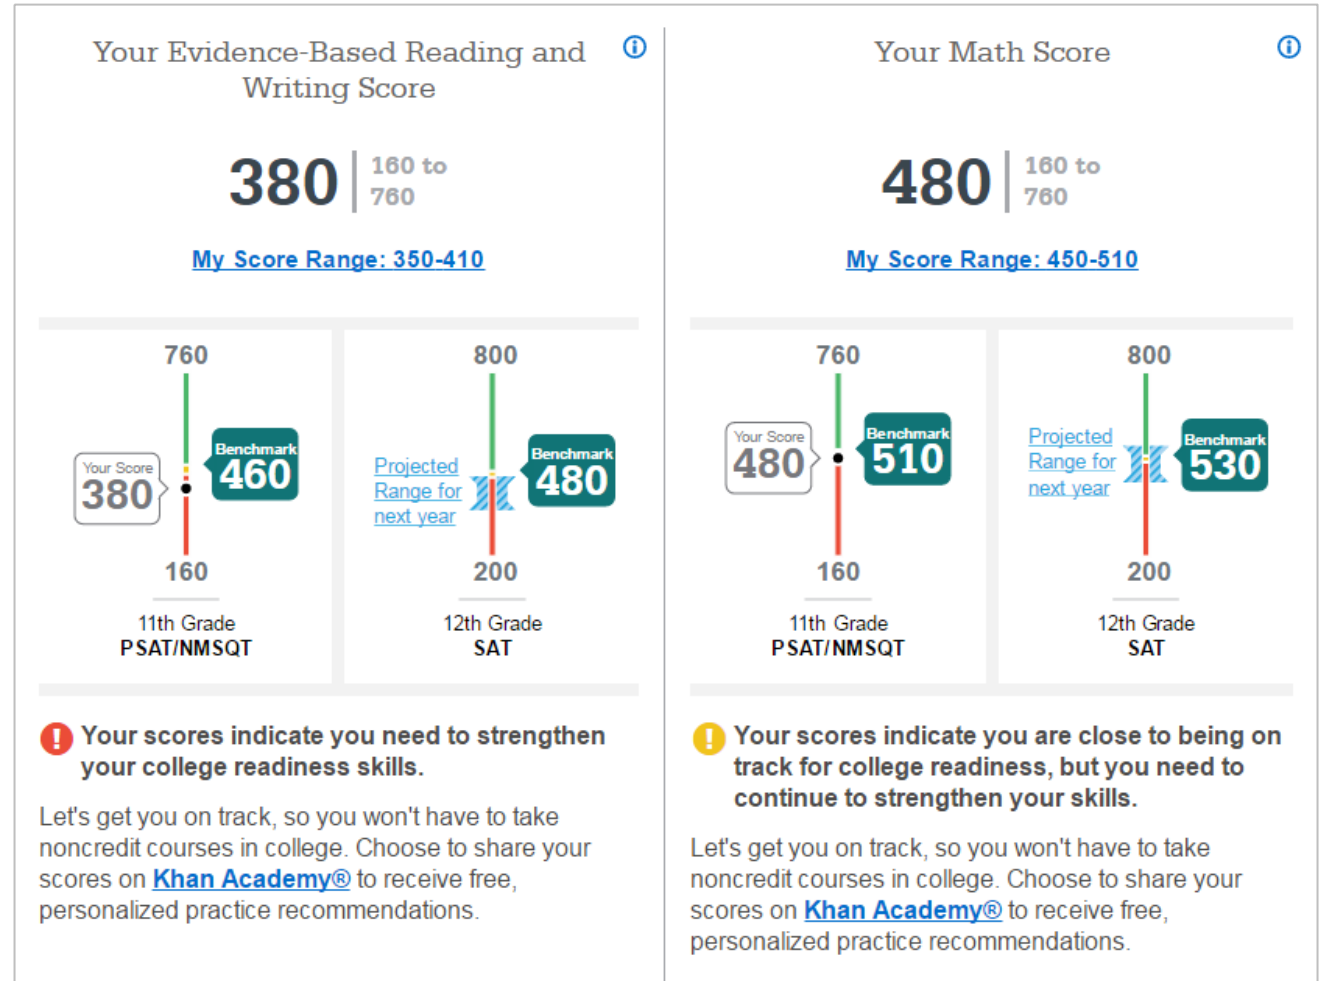 Your Evidence-Based Reading and
Writing Score
380
160 to
760
My Score Range: 350-410
760
Your Score
380
Benchmark
460
160
11th Grade
PSAT/NMSQT
800
Projected
Range for
next year
Benchmark
480
200
12th Grade
SAT
Your scores indicate you need to strengthen
your college readiness skills.
Let's get you on track, so you won't have to take
noncredit courses in college. Choose to share your
scores on Khan Academy® to receive free,
personalized practice recommendations.
Your Math Score
480
160 to
760
My Score Range: 450-510
760
Your Score
480
Benchmark
510
160
11th Grade
PSAT/NMSQT
800
Projected
Range for
next year
Benchmark
530
200
12th Grade
SAT
Your scores indicate you are close to being on
track for college readiness, but you need to
continue to strengthen your skills.
Let's get you on track, so you won't have to take
noncredit courses in college. Choose to share your
scores on Khan Academy® to receive free,
personalized practice recommendations.